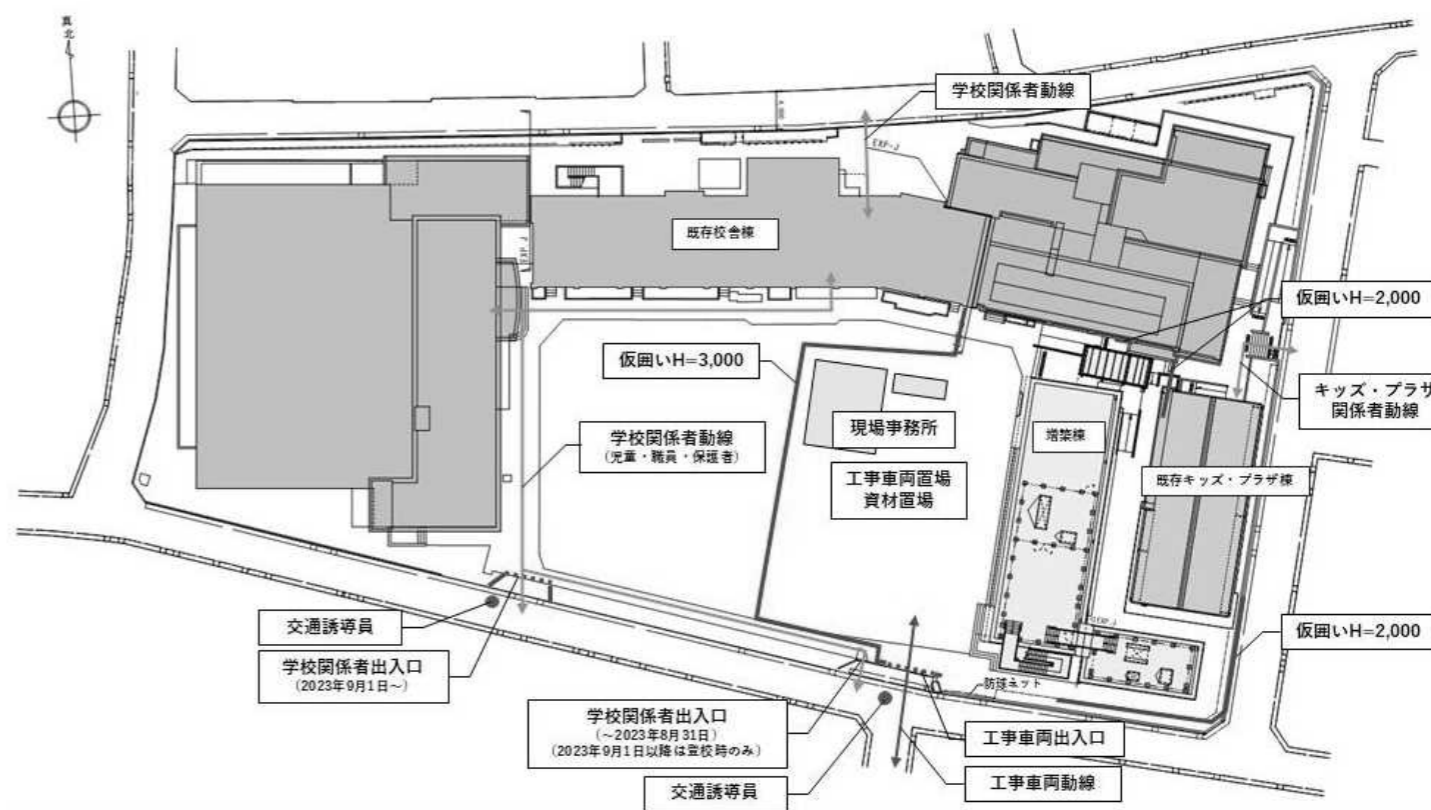 真北
学校関係者動線
EXP-J
既存校舎棟
EXP J
仮囲いH=2,000
仮囲いH=3,000
キッズ・プラザ
関係者動線
現場事務所
増築棟
学校関係者動線
(児童・職員・保護者)
工事車両置場
資材置場
既存キッズ・プラザ棟
交通誘導員
仮囲いH=2,000
学校関係者出入口
(2023年9月1日~)
防球ネット
学校関係者出入口
(~2023年8月31日)
(2023年9月1日以降は登校時のみ)
工事車両出入口
交通誘導員
工事車両動線